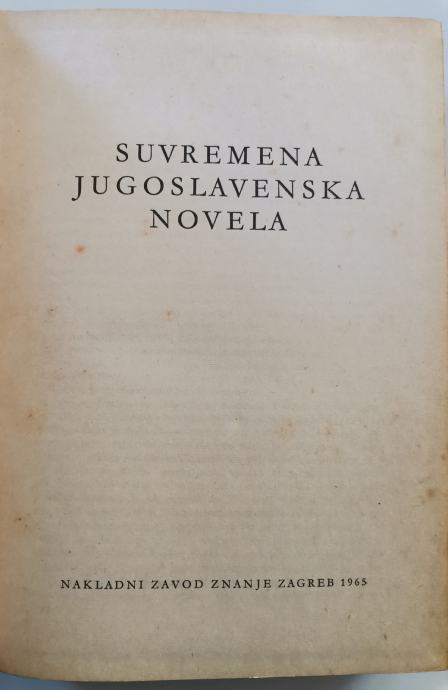 SUVREMENA
JUGOSLAVENSKA
NOVELA
NAKLADNI ZAVOD ZNANJE ZAGREB 1965